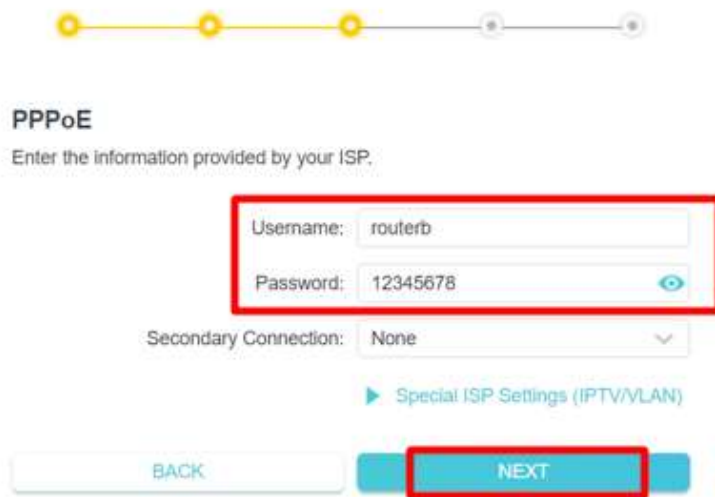 PPPoE
Enter the information provided by your ISP.
Username: routerb
Password: 12345678
Secondary Connection: None
Special ISP Settings (IPTV/VLAN)
BACK NEXT